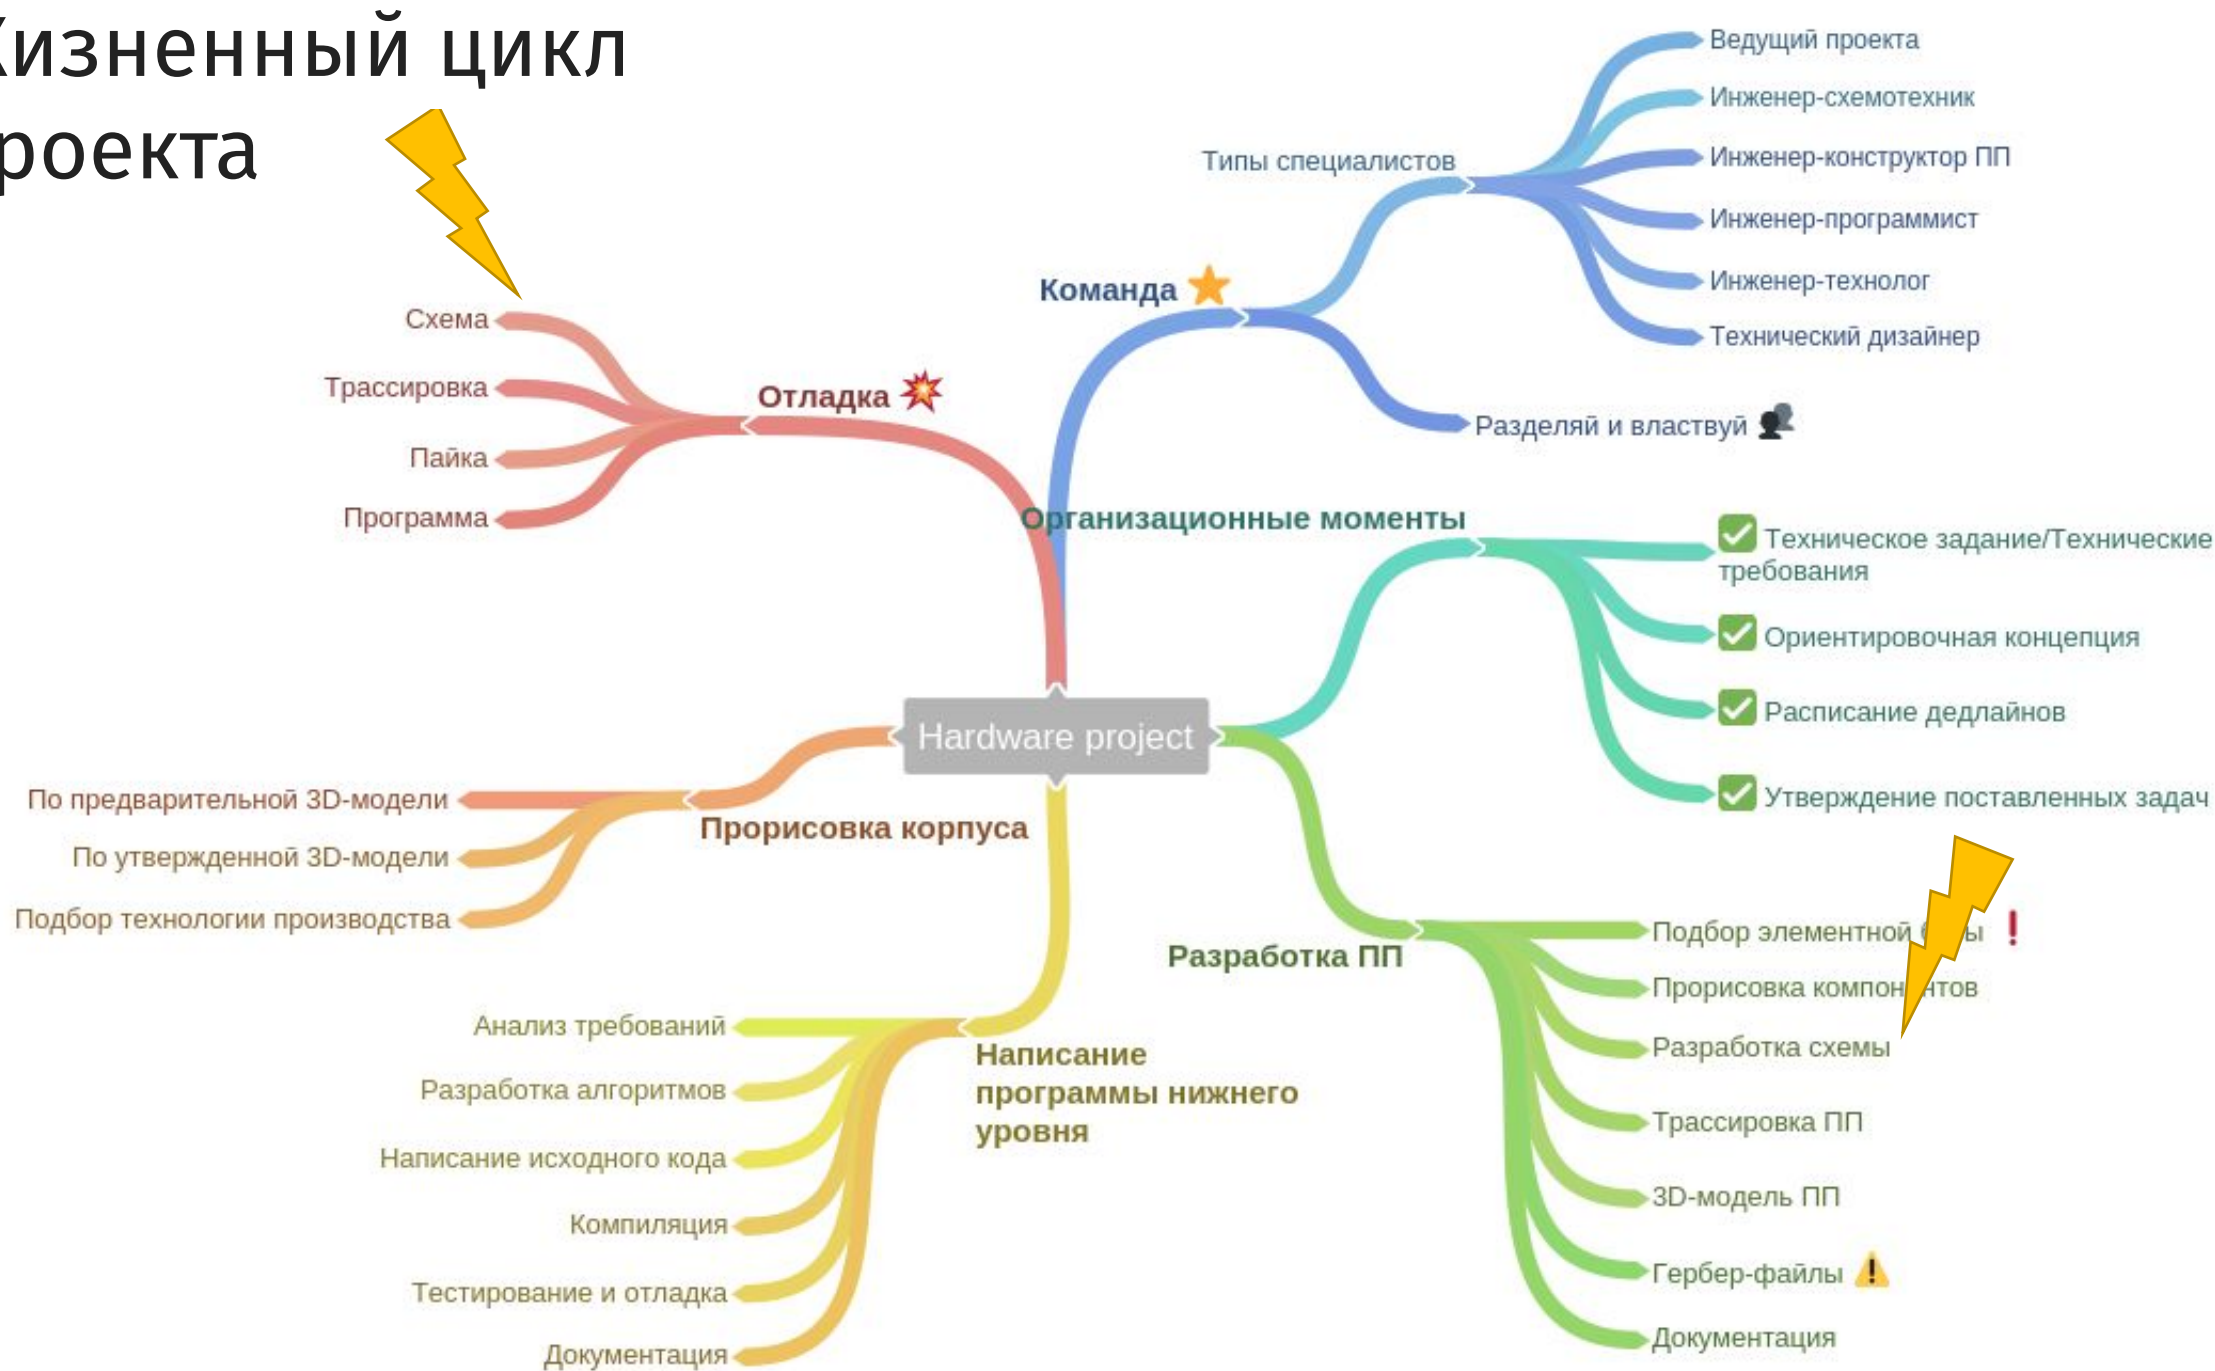 изненный цикл
роекта
Ведущий проекта
Инженер-схемотехник
Типы специалистов
Инженер-конструктор ПП
Инженер-программист
Инженер-технолог
Технический дизайнер
Команда
Разделяй и властвуй
Отладка
Схема
Трассировка
Пайка
Программа
Организационные моменты
Техническое задание/Технические
требования
Ориентировочная концепция
Расписание дедлайнов
Утверждение поставленных задач
Hardware project
Прорисовка корпуса
По предварительной 3D-модели
По утвержденной 3D-модели
Подбор технологии производства
Разработка ПП
Подбор элементной
Прорисовка
Разработка схемы
Трассировка ПП
3D-модель ПП
Гербер-файлы
Документация
Написание
программы нижнего
уровня
Анализ требований
Разработка алгоритмов
Написание исходного кода
Компиляция
Тестирование и отладка
Документация